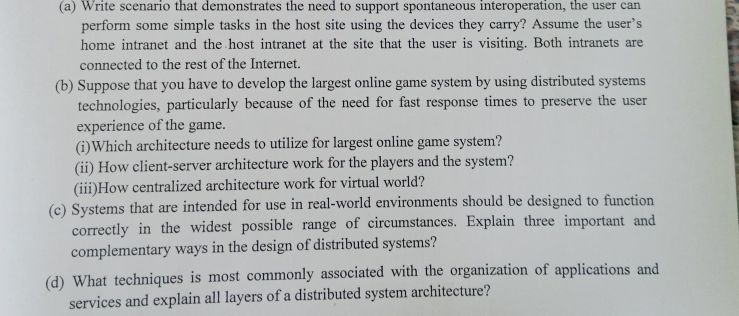 (a) Write scenario that demonstrates the need to support spontaneous interoperation, the user can
perform some simple tasks in the host site using the devices they carry? Assume the user's
home intranet and the host intranet at the site that the user is visiting. Both intranets are
connected to the rest of the Internet.
(b) Suppose that you have to develop the largest online game system by using distributed systems
technologies, particularly because of the need for fast response times to preserve the user
experience of the game.
(i)Which architecture needs to utilize for largest online game system?
(ii) How client-server architecture work for the players and the system?
(iii)How centralized architecture work for virtual world?
(c) Systems that are intended for use in real-world environments should be designed to function
correctly in the widest possible range of circumstances. Explain three important and
complementary ways in the design of distributed systems?
(d) What techniques is most commonly associated with the organization of applications and
services and explain all layers of a distributed system architecture?